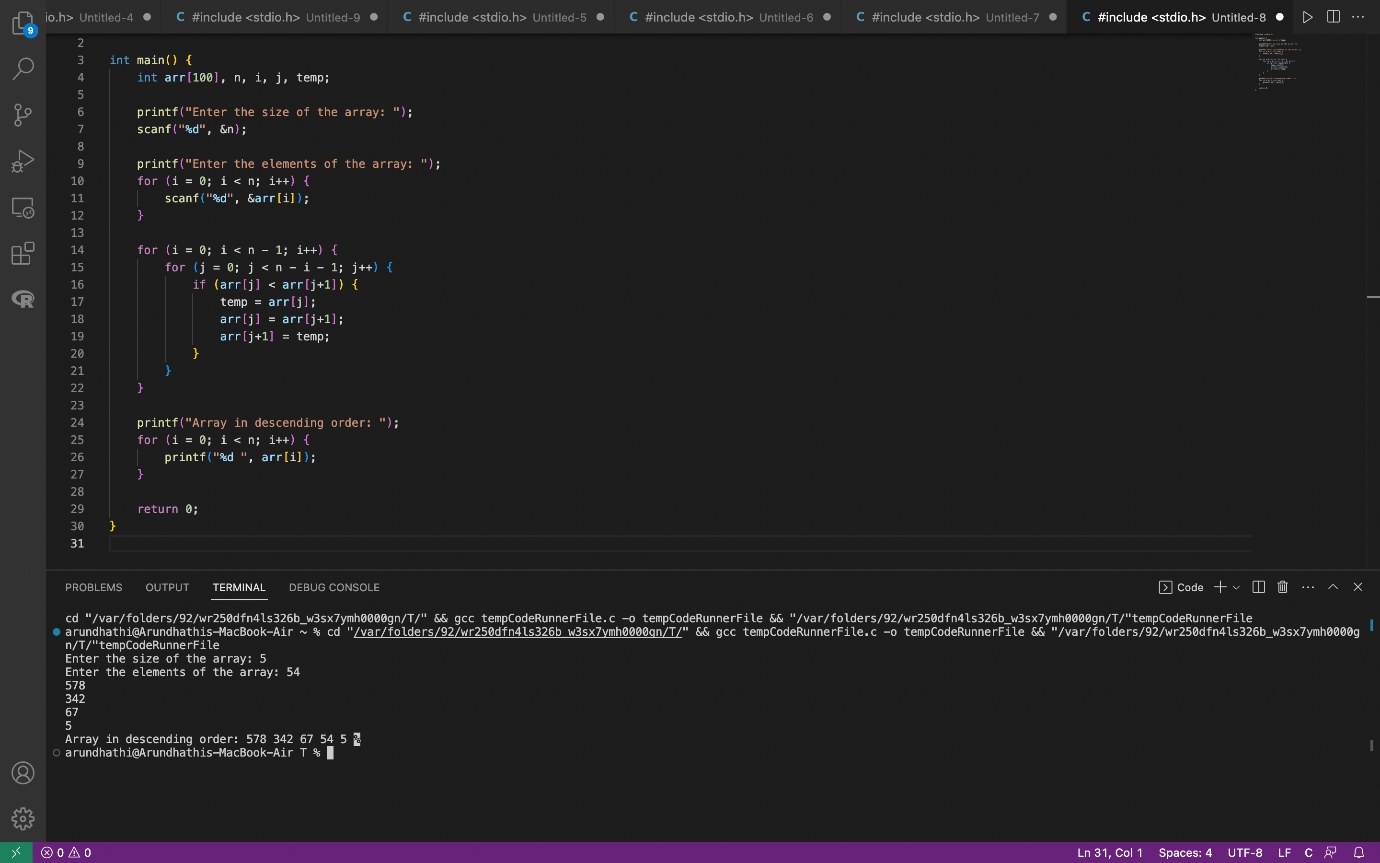 io.h> Untitled-4
C #include <stdio.h> Untitled-9
C #include <stdio.h> Untitled-5
C #include <stdio.h> Untitled-6
C #include <stdio.h> Untitled-7
C #include <stdio.h> Untitled-8
9
2
3 int main() {
4 int arr[100], n, i, j, temp;
5
6 printf("Enter the size of the array: ");
7 scanf("%d", &n);
8
9 printf("Enter the elements of the array: ");
10 for (i = 0; i < n; i++) {
11 scanf("%d", &arr[i]);
12 }
13
14 for (i = 0; i < n - 1; i++) {
15 for (j = 0; j < n - i - 1; j++) {
16 if (arr[j] < arr[j+1]) {
17 temp = arr[j];
18 arr[j] = arr[j+1];
19 arr[j+1] = temp;
20 }
21 }
22 }
23
24 printf("Array in descending order: ");
25 for (i = 0; i < n; i++) {
26 printf("%d ", arr[i]);
27 }
28
29 return 0;
30 }
31
PROBLEMS OUTPUT TERMINAL DEBUG CONSOLE Code
cd "/var/folders/92/wr250dfn4ls326b_w3sx7ymh0000gn/T/" && gcc tempCodeRunnerFile.c -o tempCodeRunnerFile && "/var/folders/92/wr250dfn4ls326b_w3sx7ymh0000gn/T/"tempCodeRunnerFile
arundhathi@Arundhathis-MacBook-Air ~ % cd "/var/folders/92/wr250dfn4ls326b_w3sx7ymh0000gn/T/" && gcc tempCodeRunnerFile.c -o tempCodeRunnerFile && "/var/folders/92/wr250dfn4ls326b_w3sx7ymh0000g
n/T/"tempCodeRunnerFile
Enter the size of the array: 5
Enter the elements of the array: 54
578
342
67
5
Array in descending order: 578 342 67 54 5 %
arundhathi@Arundhathis-MacBook-Air T %
0 0 Ln 31, Col 1 Spaces: 4 UTF-8 LF C